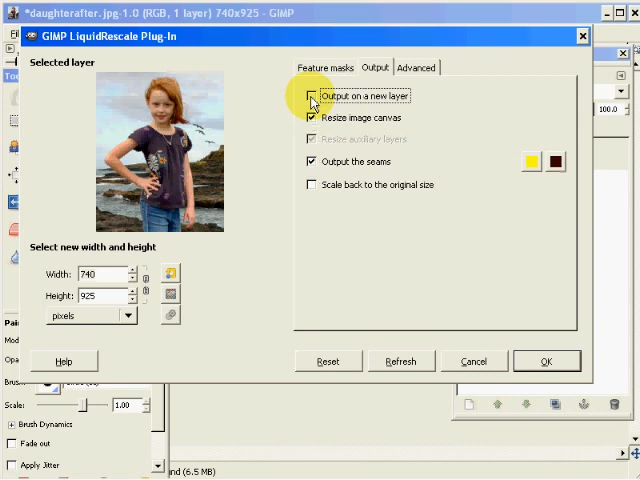 *daughterafter.jpg-1.0 (RGB, 1 layer) 740x925 - GIMP
GIMP LiquidRescale Plug-In
Selected layer
Feature masks
Output
Advanced
Output on a new layer
Resize image canvas
Resize auxiliary layers
Output the seams
Scale back to the original size
100.0
Select new width and height
Width: 740
Height: 925
pixels
Help
Reset
Refresh
Cancel
OK
Scale:
1.00
Brush Dynamics
Fade out
Apply Jitter
(6.5 MB)